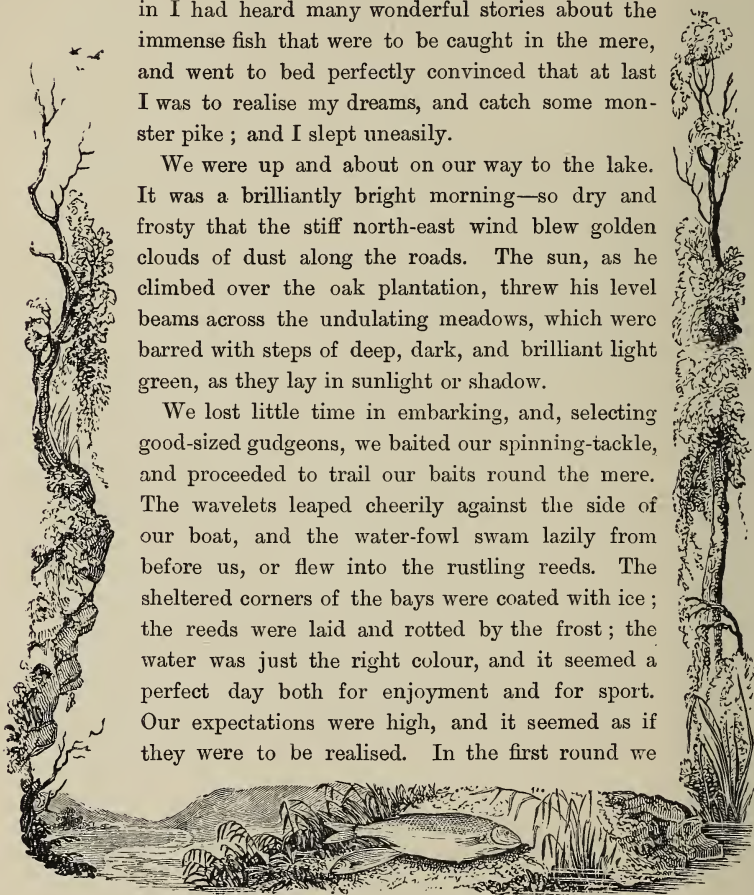 in I had heard many wonderful stories about the
immense fish that were to be caught in the mere,
and went to bed perfectly convinced that at last
I was to realise my dreams, and catch some mon-
ster pike ; and I slept uneasily.
We were up and about on our way to the lake.
It was a brilliantly bright morning—so dry and
frosty that the stiff north-east wind blew golden
clouds of dust along the roads. The sun, as he
climbed over the oak plantation, threw his level
beams across the undulating meadows, which were
barred with steps of deep, dark, and brilliant light
green, as they lay in sunlight or shadow.
We lost little time in embarking, and, selecting
good-sized gudgeons, we baited our spinning-tackle,
and proceeded to trail our baits round the mere.
The wavelets leaped cheerily against the side of
our boat, and the water-fowl swam lazily from
before us, or flew into the rustling reeds. The
sheltered corners of the bays were coated with ice ;
the reeds were laid and rotted by the frost ; the
water was just the right colour, and it seemed a
perfect day both for enjoyment and for sport.
Our expectations were high, and it seemed as if
they were to be realised. In the first round we